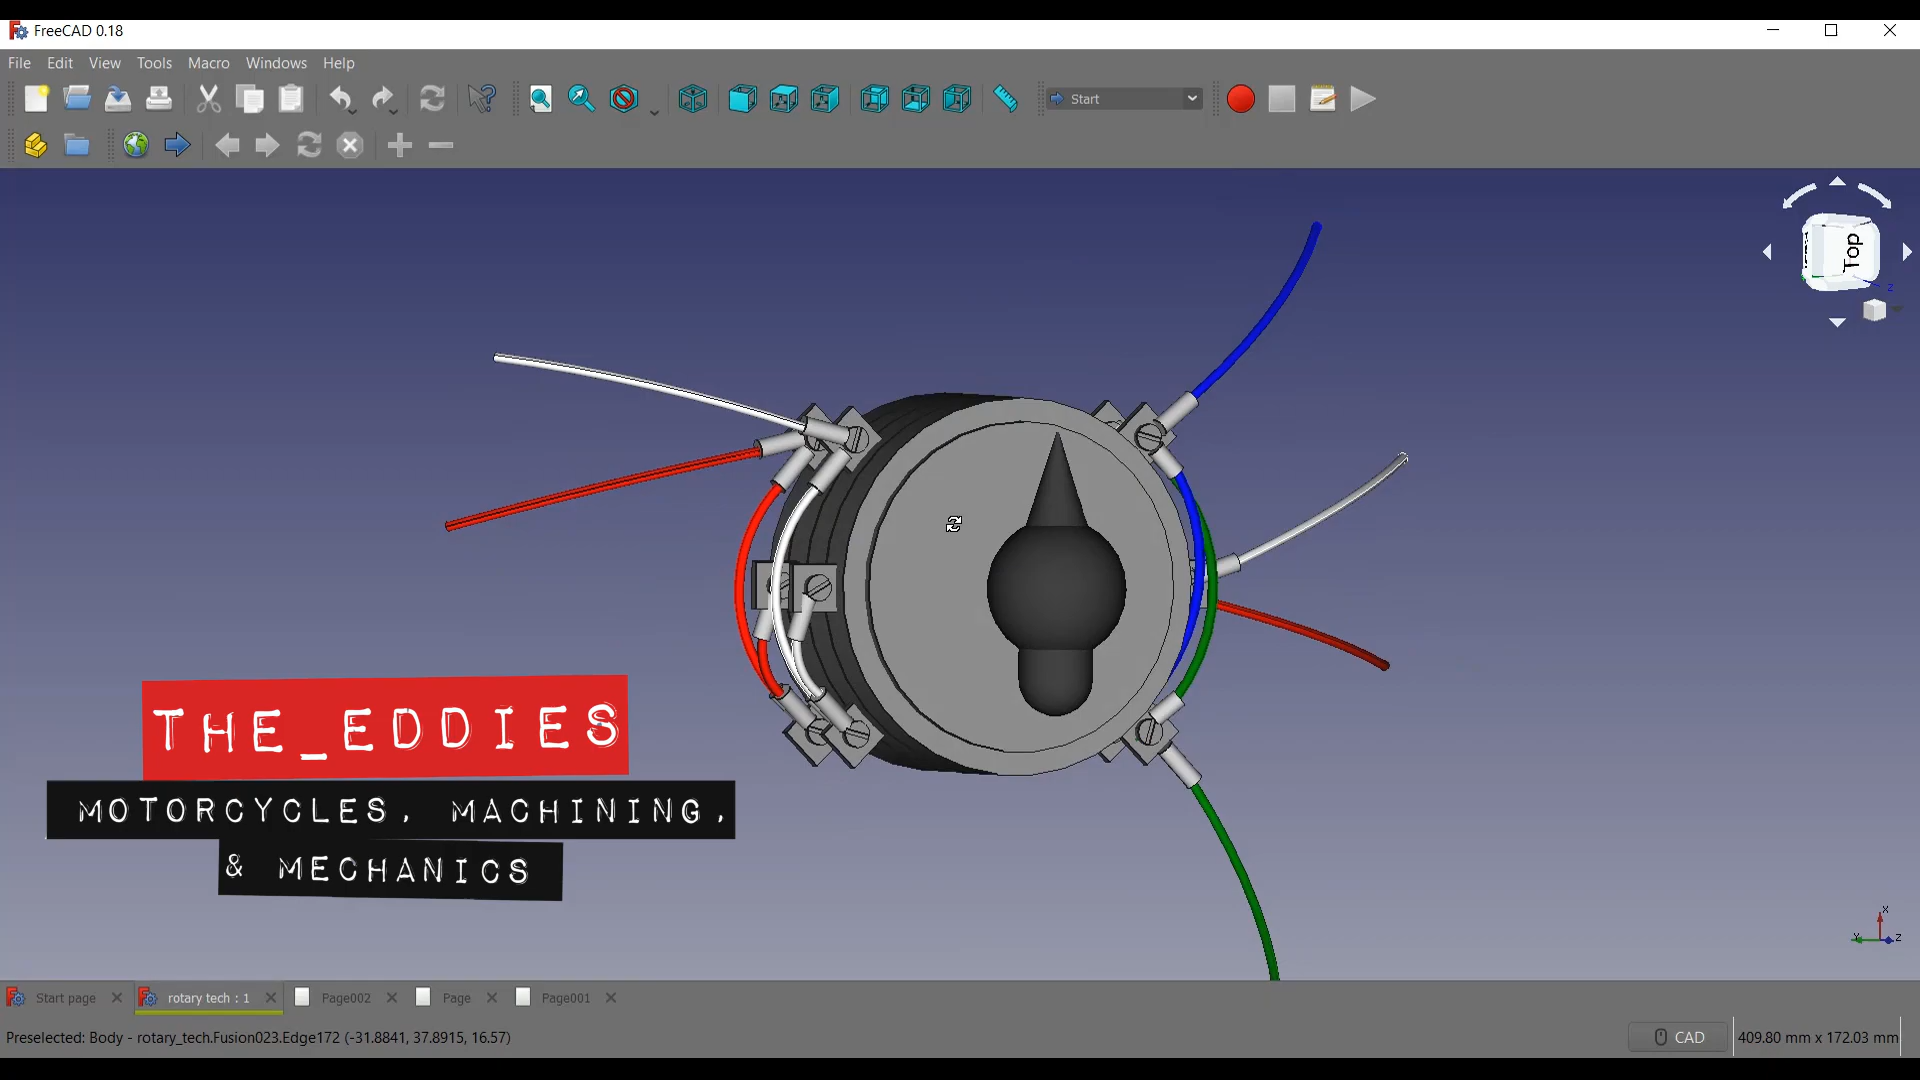 FreeCAD 0.18
File Edit View Tools Macro Windows Help
Start
Top
Z
THE_EDDIES
MOTORCYCLES, MACHINING,
& MECHANICS
X
Y Z
Start page rotary tech : 1 Page002 Page Page001
Preselected: Body - rotary_tech.Fusion023.Edge172 (-31.8841, 37.8915, 16.57)
CAD 409.80 mm x 172.03 mm